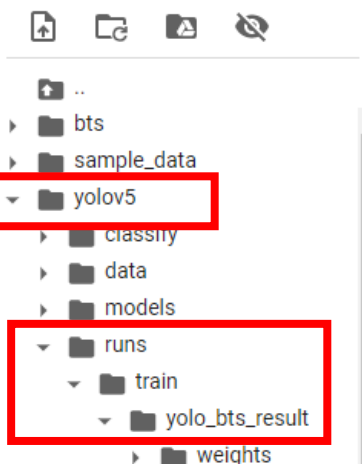 ..
bts
sample_data
yolov5
classify
data
models
runs
train
yolo_bts_result
weights